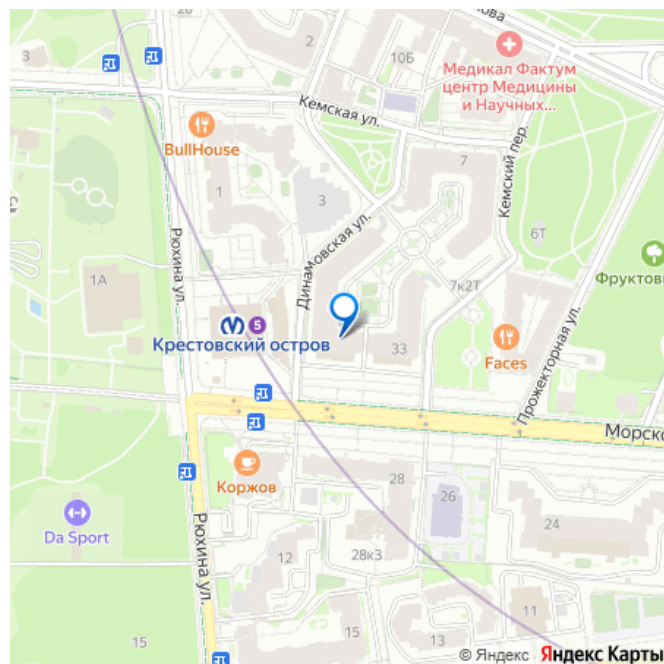 3
2
10Б
ова
Медикал Фактум
центр Медицины
и Научных...
Кемская ул.
BullHouse
Кемский пер.
7
1
3
Рюхина ул.
Динамовская ул.
6Т
1А
Фруктовы
7к2Т
5
Крестовский остров
33
Faces
Прожекторная ул.
Морско
Коржов
28
26
Da Sport
24
Рюхина ул.
12
28к3
11
15
15
13
© Яндекс Яндекс Карты